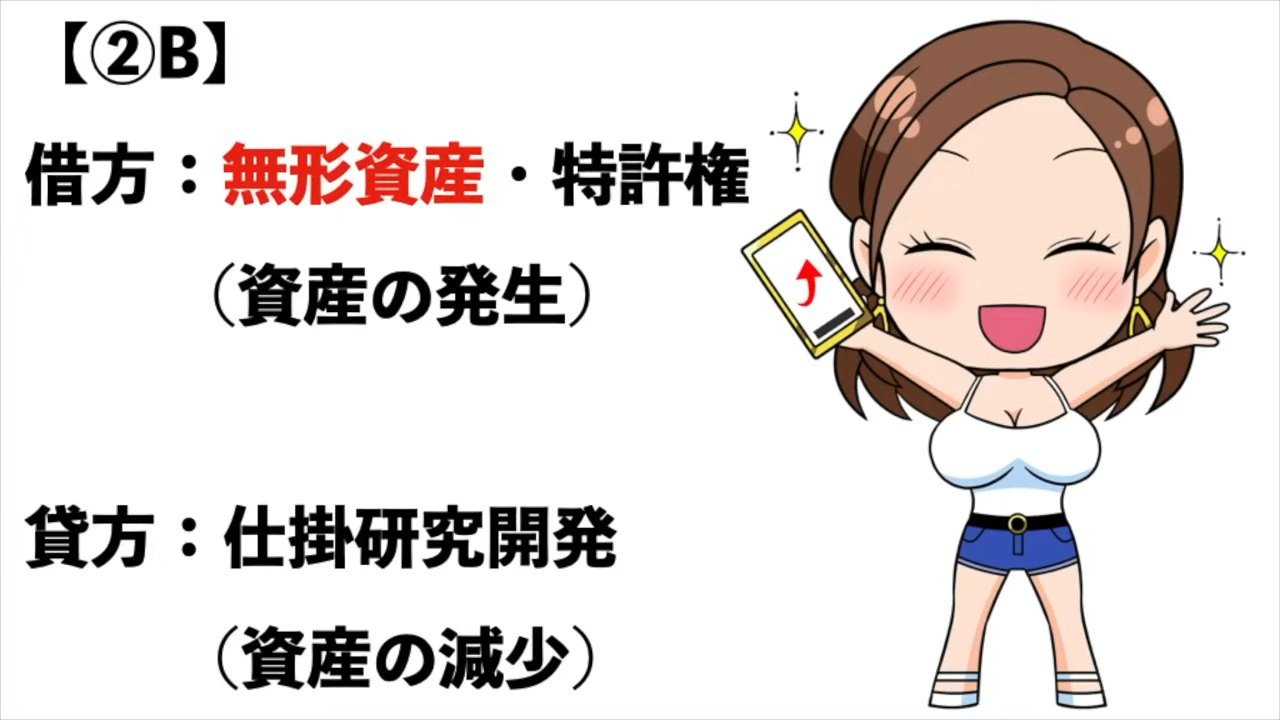 【②B】
借方：無形資産・特許権
（資産の発生）
貸方：仕掛研究開発
（資産の減少）